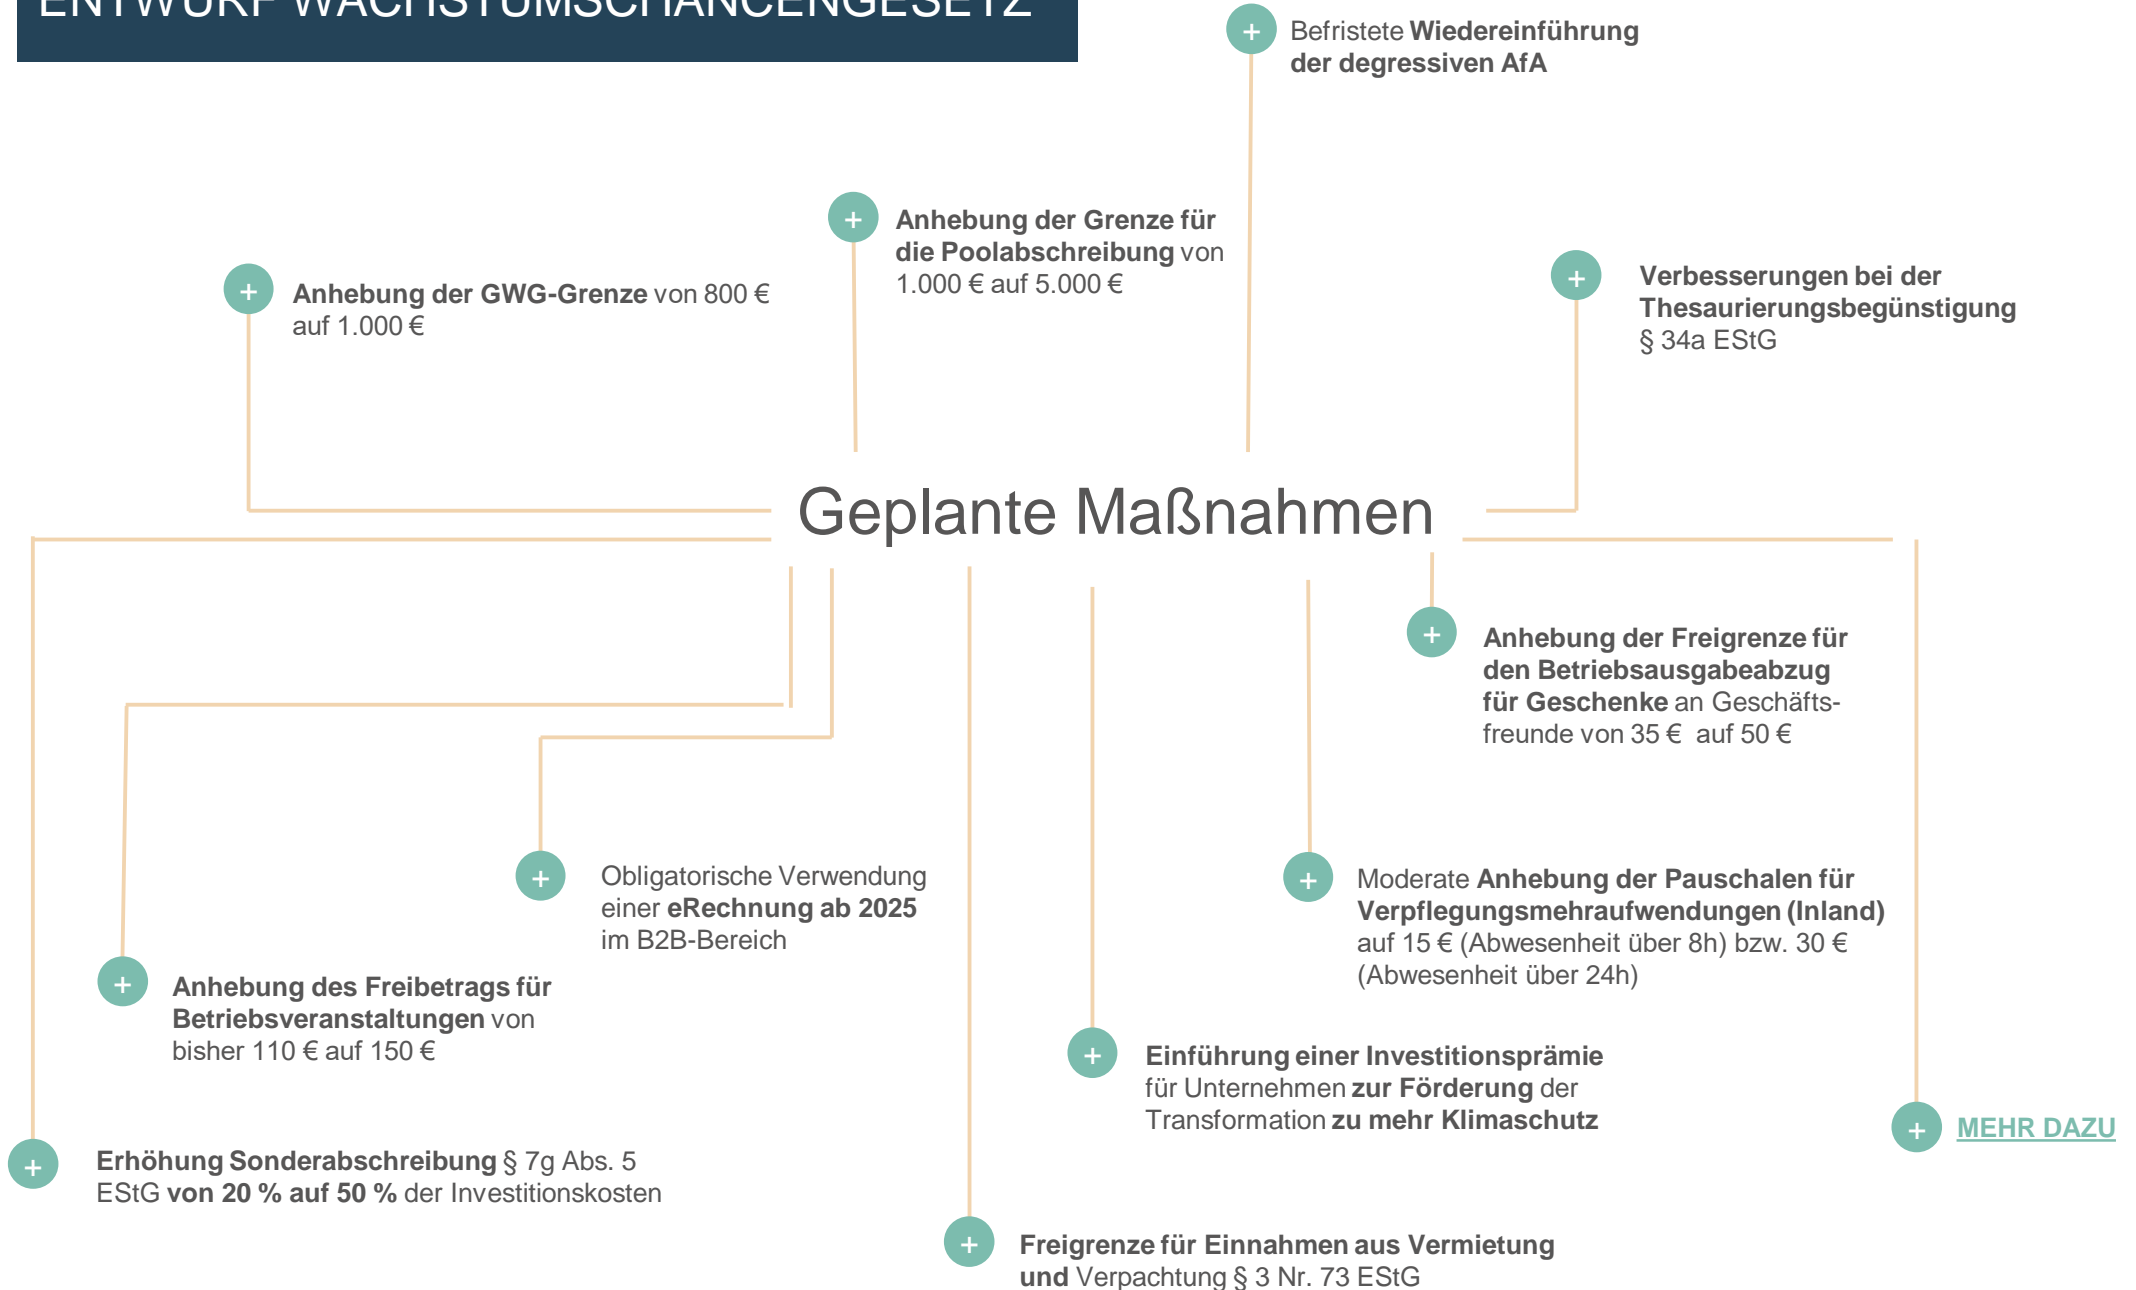 ENTWURF WACHSTUMSCHANCENGESETZ
+ Befristete Wiedereinführung
der degressiven AfA
+ Anhebung der Grenze für
die Poolabschreibung von
1.000 € auf 5.000 €
+ Anhebung der GWG-Grenze von 800 €
auf 1.000 €
+ Verbesserungen bei der
Thesaurierungsbegünstigung
§ 34a EStG
Geplante Maßnahmen
+ Anhebung der Freigrenze für
den Betriebsausgabeabzug
für Geschenke an Geschäfts-
freunde von 35 € auf 50 €
+ Obligatorische Verwendung
einer eRechnung ab 2025
im B2B-Bereich
+ Moderate Anhebung der Pauschalen für
Verpflegungsmehraufwendungen (Inland)
auf 15 € (Abwesenheit über 8h) bzw. 30 €
(Abwesenheit über 24h)
+ Anhebung des Freibetrags für
Betriebsveranstaltungen von
bisher 110 € auf 150 €
+ Einführung einer Investitionsprämie
für Unternehmen zur Förderung der
Transformation zu mehr Klimaschutz
+ MEHR DAZU
+ Erhöhung Sonderabschreibung § 7g Abs. 5
EStG von 20 % auf 50 % der Investitionskosten
+ Freigrenze für Einnahmen aus Vermietung
und Verpachtung § 3 Nr. 73 EStG